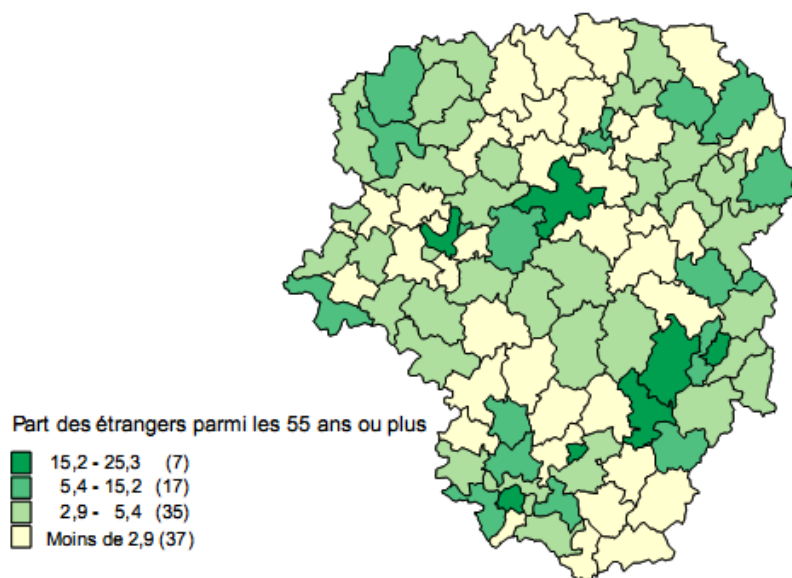 Part des étrangers parmi les 55 ans ou plus
15,2 - 25,3 (7)
5,4 - 15,2 (17)
2,9 - 5,4 (35)
Moins de 2,9 (37)